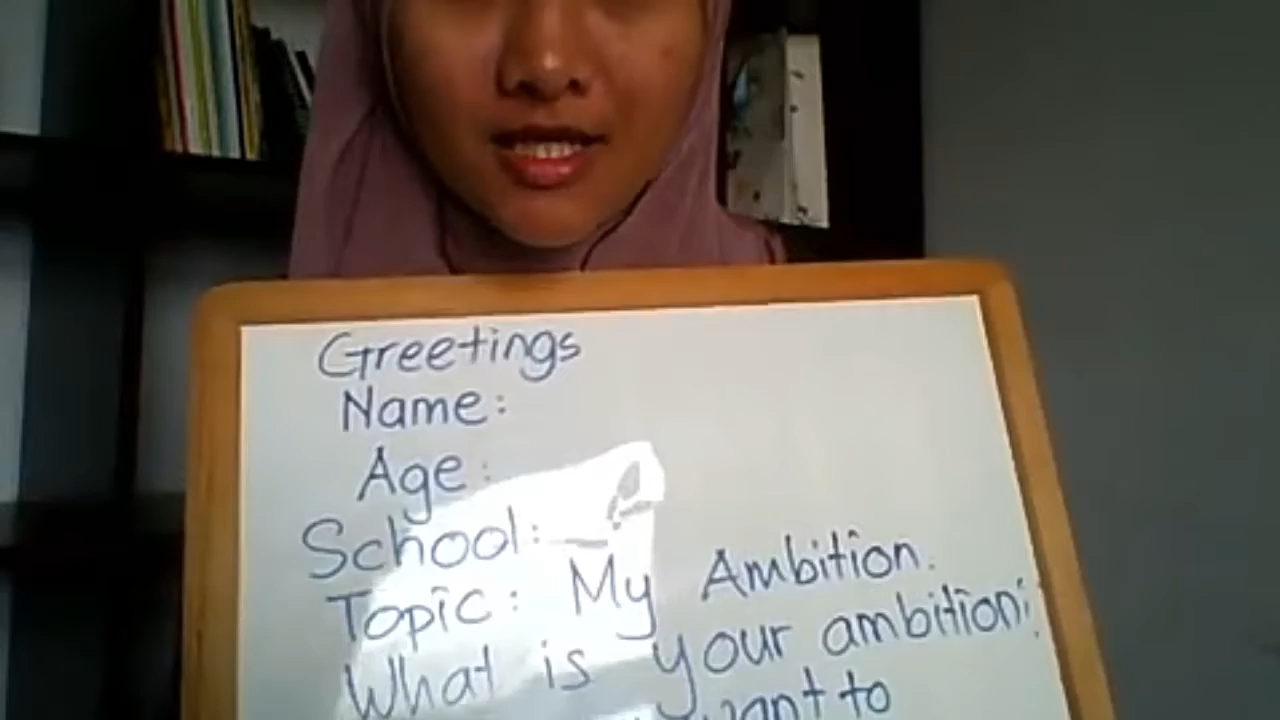 Greetings
Name:
Age:
School: _
Topic: My Ambition.
What is your ambition?
want to